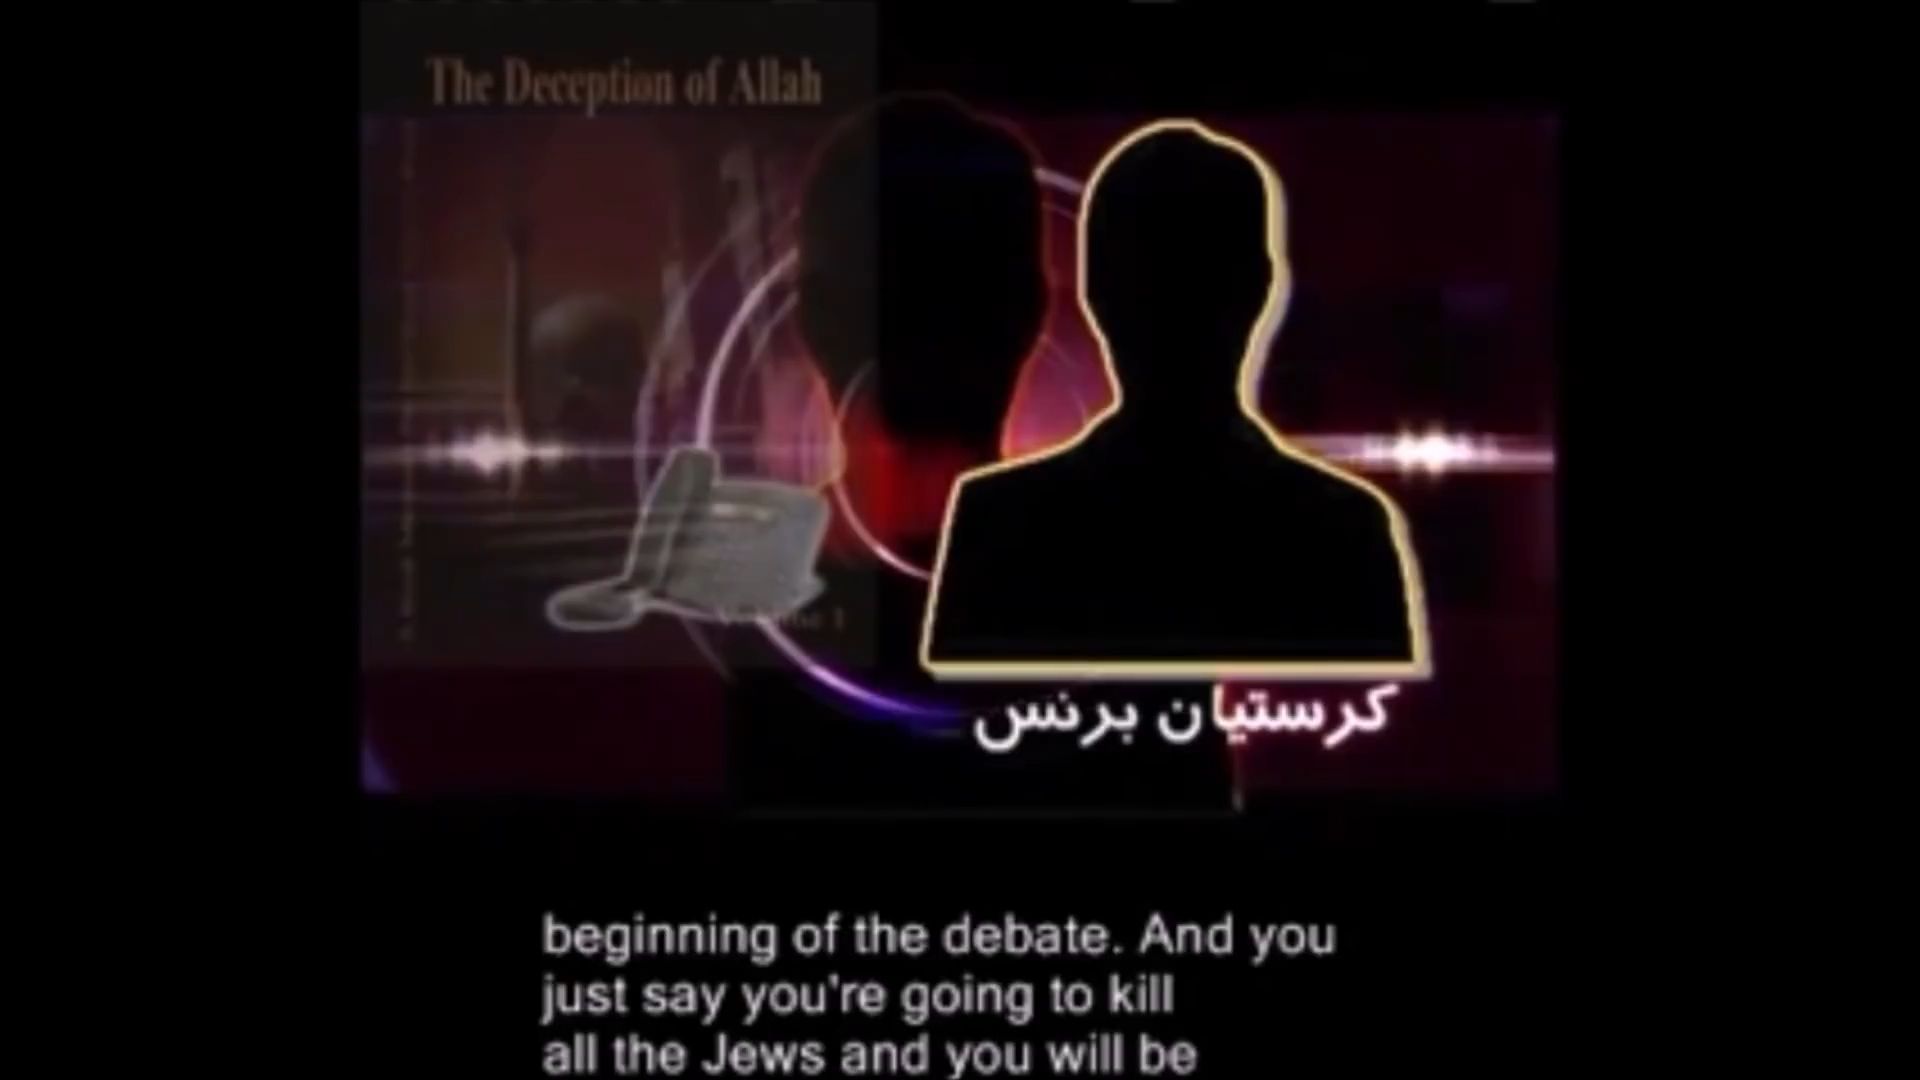 The Deception of Allah
كرستيان برنس
beginning of the debate. And you
just say you're going to kill
all the Jews and you will be